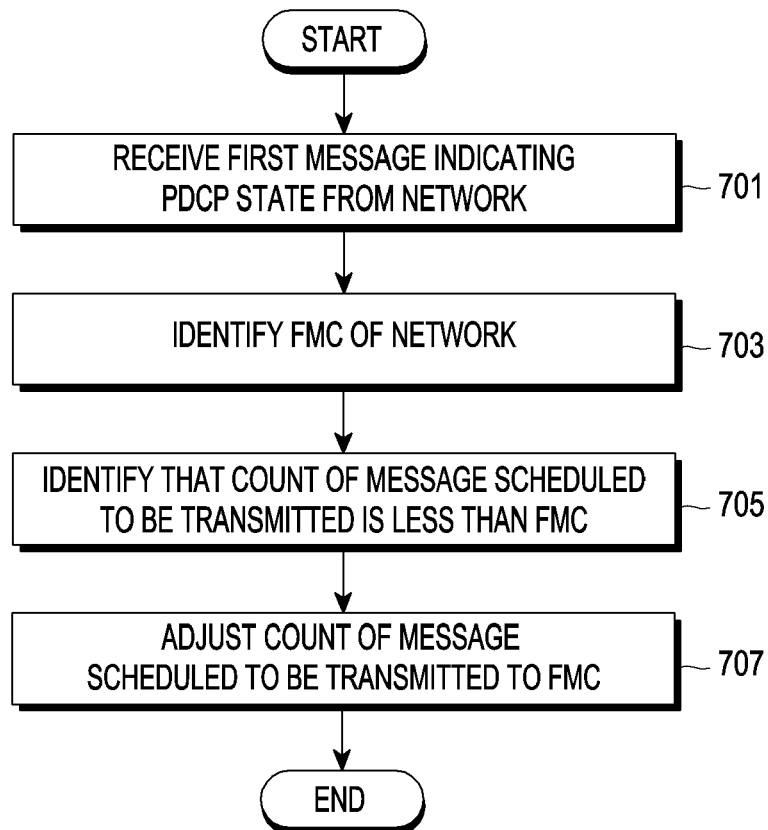 START
RECEIVE FIRST MESSAGE INDICATING
PDCP STATE FROM NETWORK
701
IDENTIFY FMC OF NETWORK
703
IDENTIFY THAT COUNT OF MESSAGE SCHEDULED
TO BE TRANSMITTED IS LESS THAN FMC
705
ADJUST COUNT OF MESSAGE
SCHEDULED TO BE TRANSMITTED TO FMC
707
END